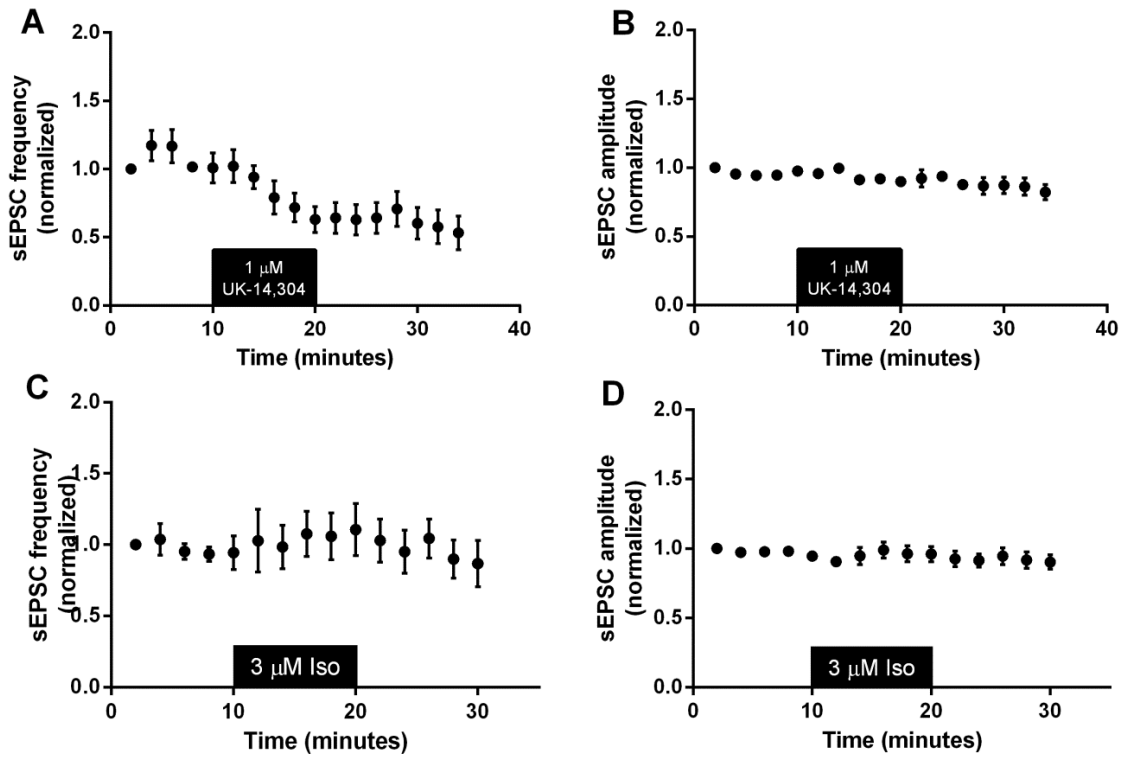 A
sEPSC frequency
(normalized)
2.0
1.5
1.0
0.5
0.0
1 μM
UK-14,304
0
10
20
30
40
Time (minutes)
B
sEPSC amplitude
(normalized)
2.0
1.5
1.0
0.5
0.0
1 μM
UK-14,304
0
10
20
30
40
Time (minutes)
C
sEPSC frequency
(normalized)
2.0
1.5
1.0
0.5
0.0
3 μM Iso
0
10
20
30
Time (minutes)
D
sEPSC amplitude
(normalized)
2.0
1.5
1.0
0.5
0.0
3 μM Iso
0
10
20
30
Time (minutes)